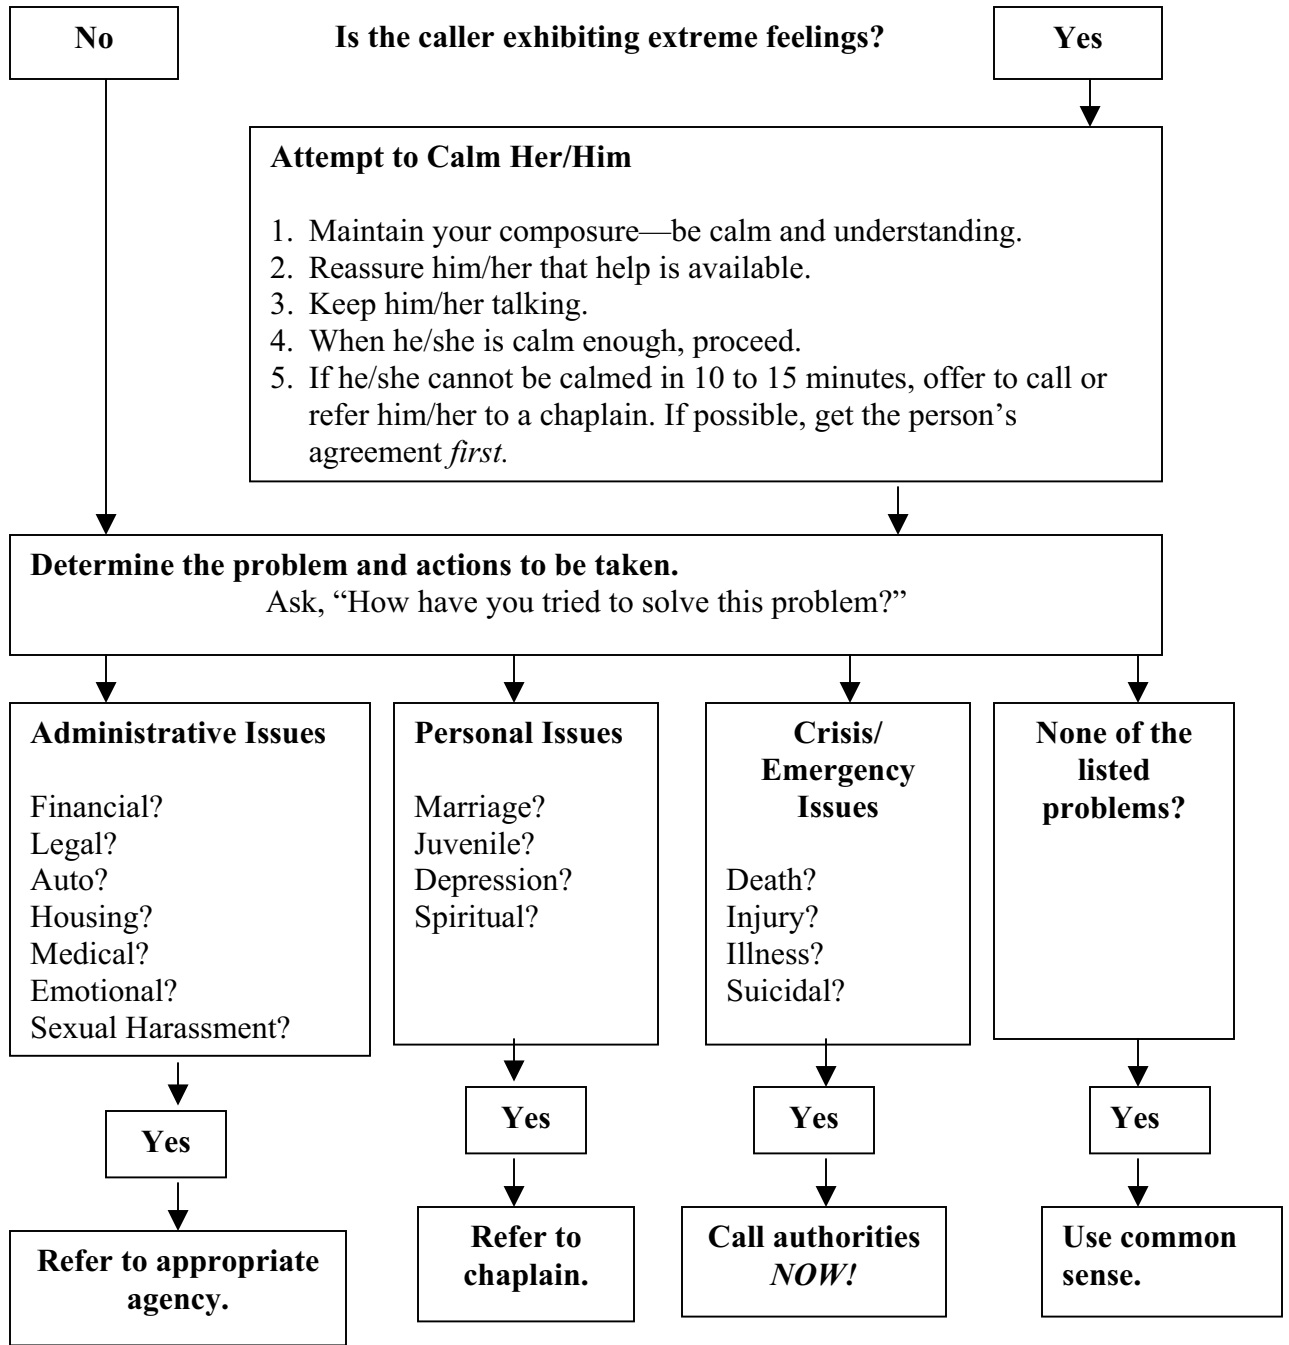 No
Is the caller exhibiting extreme feelings?
Yes
Attempt to Calm Her/Him
1. Maintain your composure—be calm and understanding.
2. Reassure him/her that help is available.
3. Keep him/her talking.
4. When he/she is calm enough, proceed.
5. If he/she cannot be calmed in 10 to 15 minutes, offer to call or
refer him/her to a chaplain. If possible, get the person’s
agreement first.
Determine the problem and actions to be taken.
Ask, “How have you tried to solve this problem?”
Administrative Issues
Financial?
Legal?
Auto?
Housing?
Medical?
Emotional?
Sexual Harassment?
Yes
Refer to appropriate
agency.
Personal Issues
Marriage?
Juvenile?
Depression?
Spiritual?
Yes
Refer to
chaplain.
Crisis/
Emergency
Issues
Death?
Injury?
Illness?
Suicidal?
Yes
Call authorities
NOW!
None of the
listed
problems?
Yes
Use common
sense.